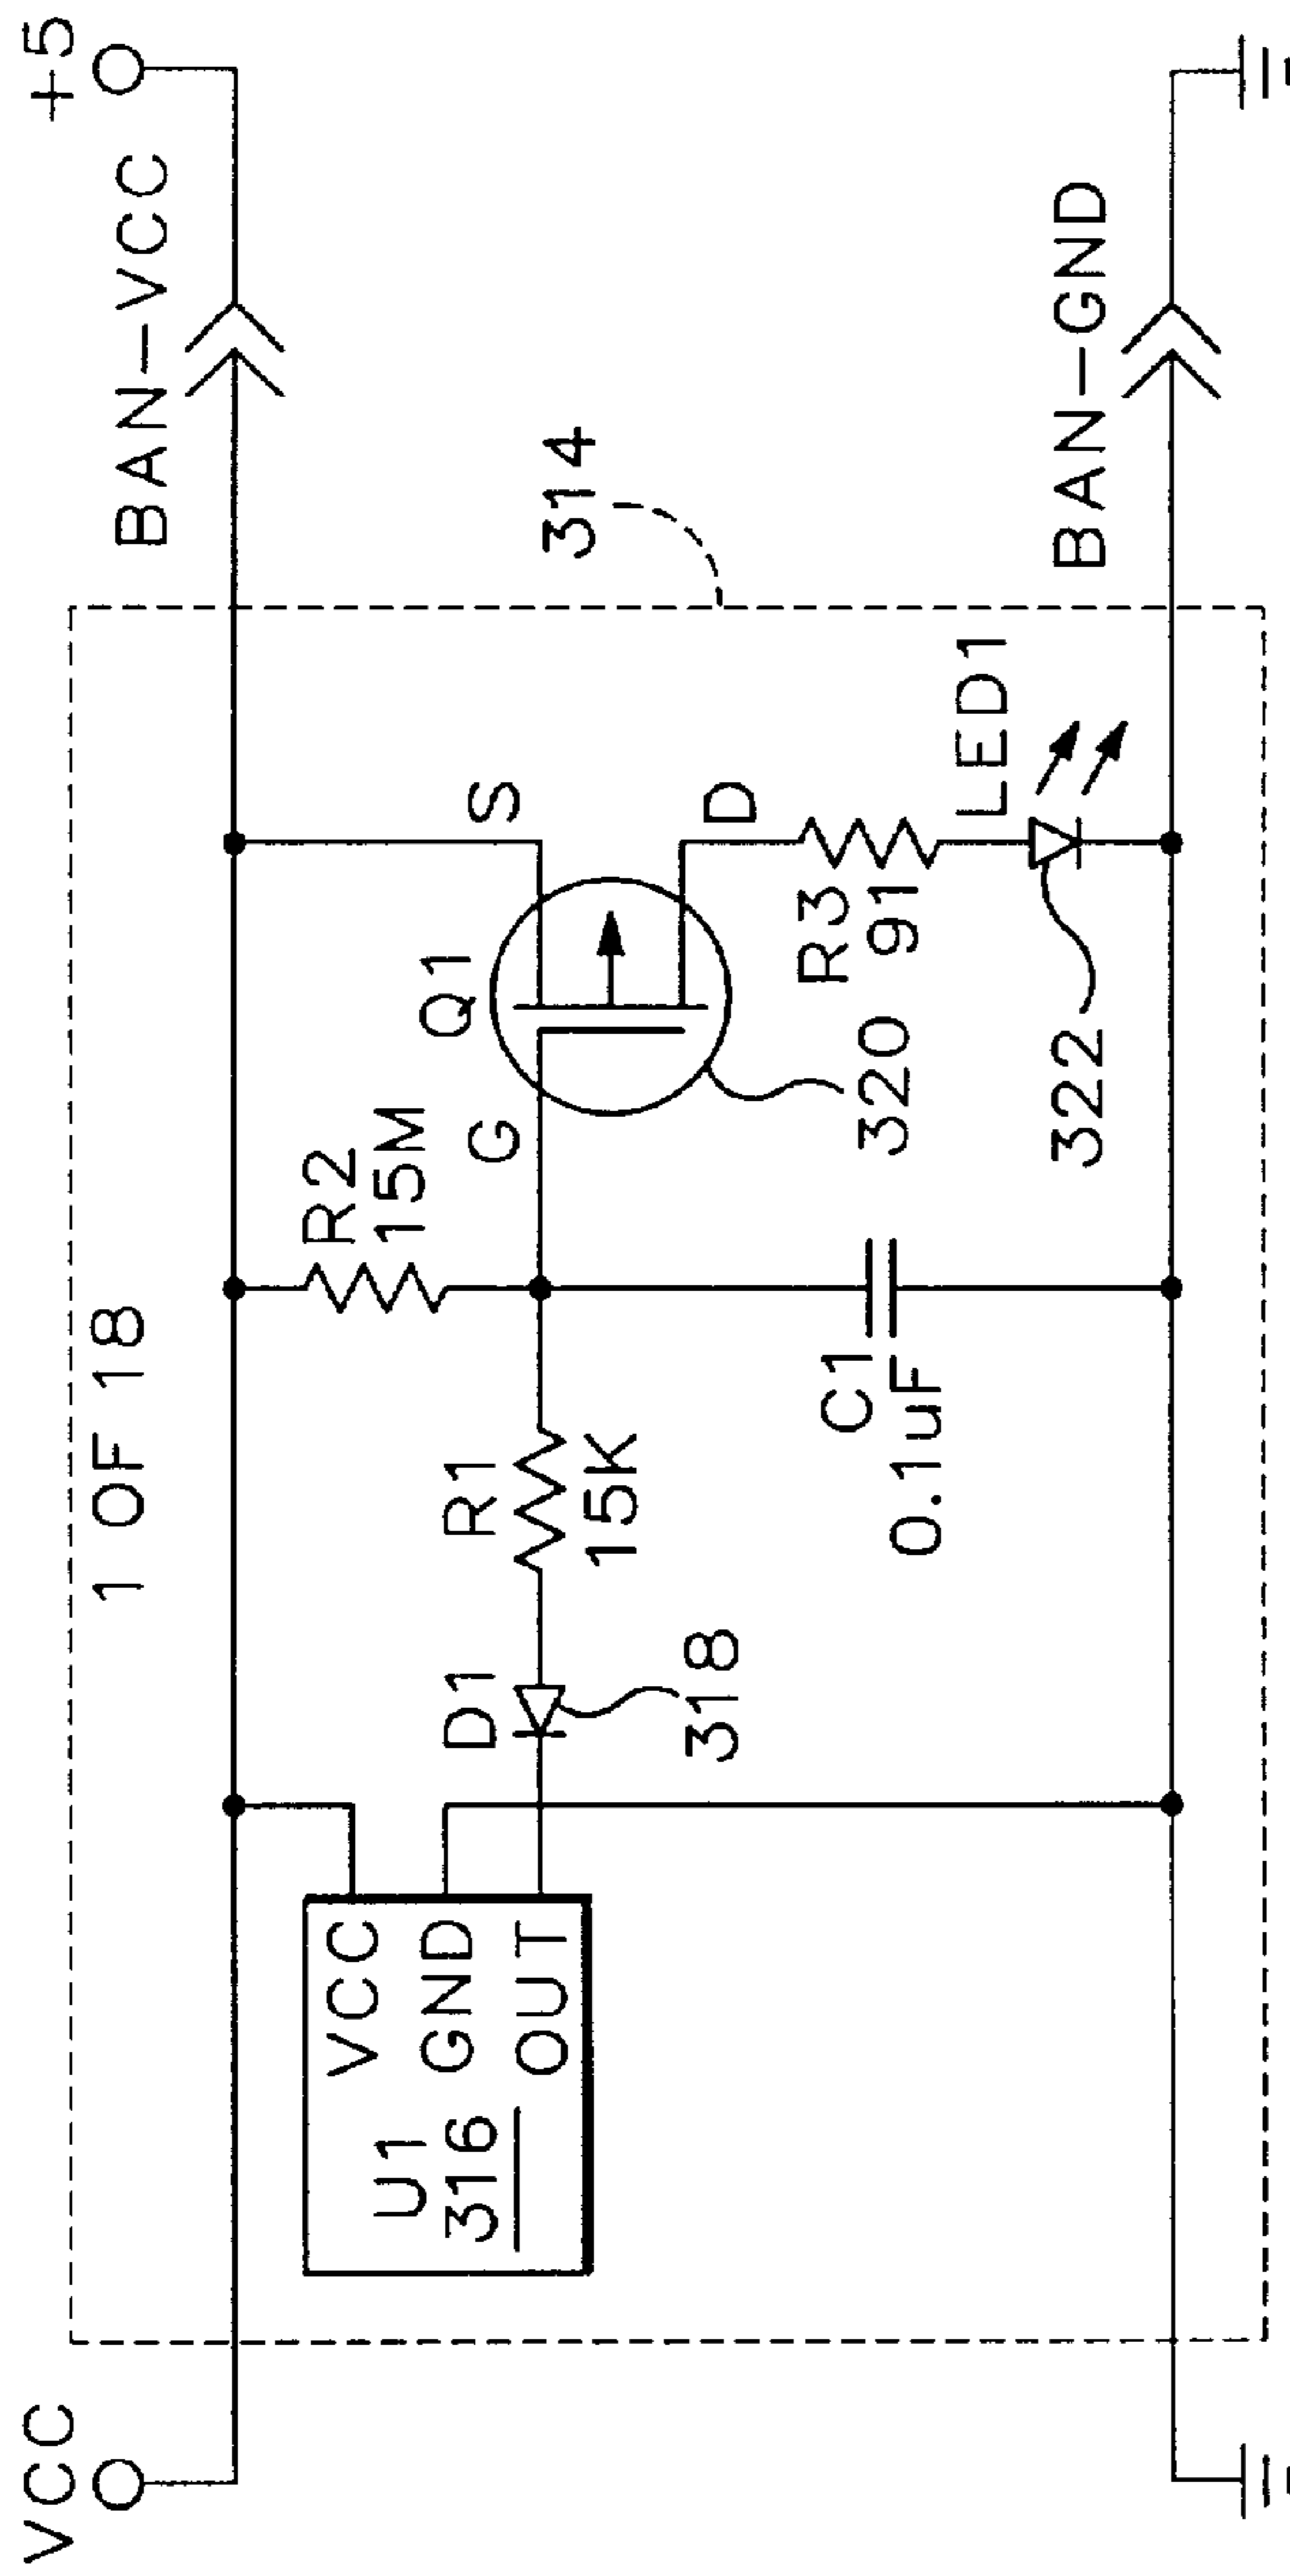 VCC
+5
1 OF 18
BAN-VCC
U1
316
VCC
GND
OUT
D1
318
R1
15K
R2
15M
C1
0.1uF
Q1
G
S
D
320
R3
91
322
LED1
314
BAN-GND